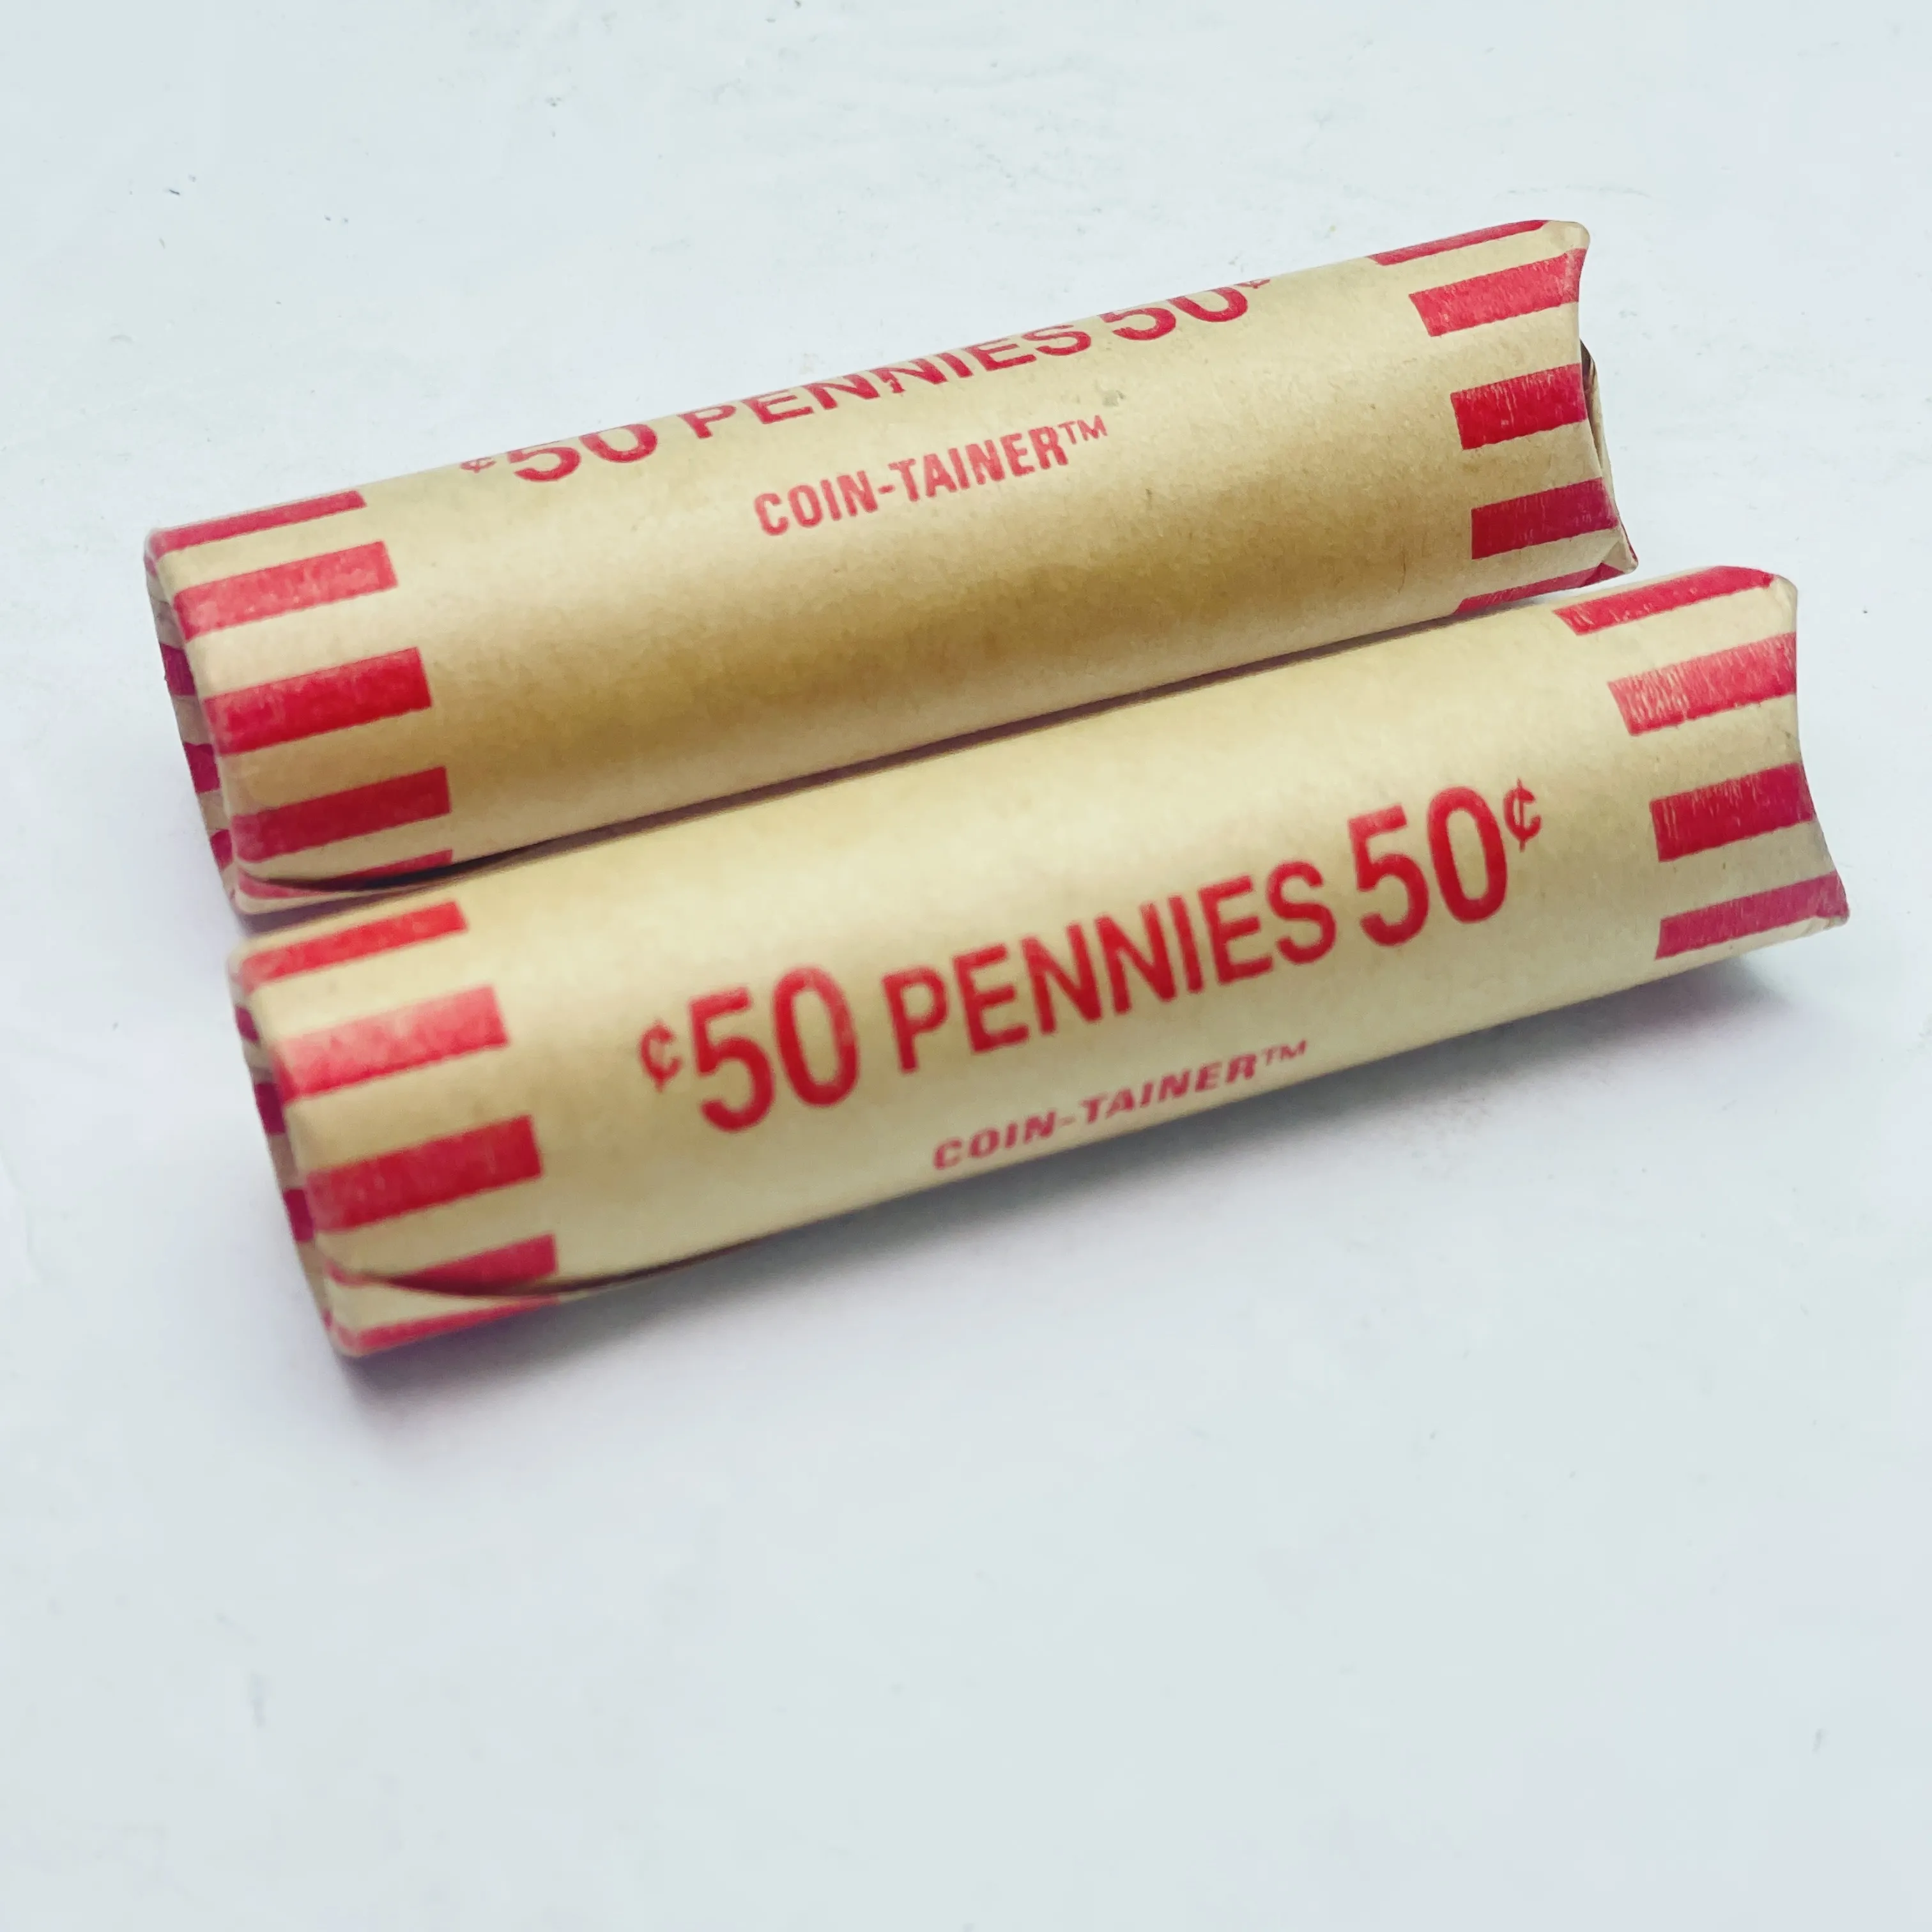 ¢50 PENNIES 50¢
COIN-TAINER™
¢50 PENNIES 50¢
COIN-TAINER™